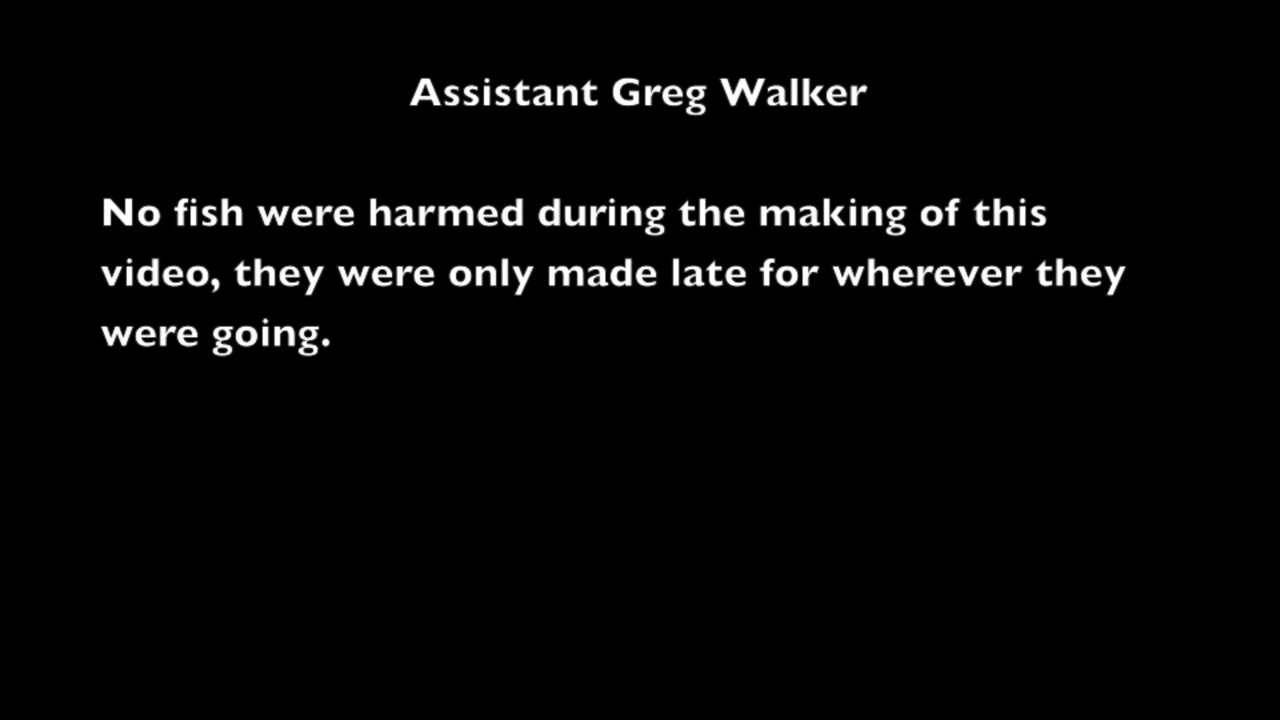 Assistant Greg Walker
No fish were harmed during the making of this
video, they were only made late for wherever they
were going.